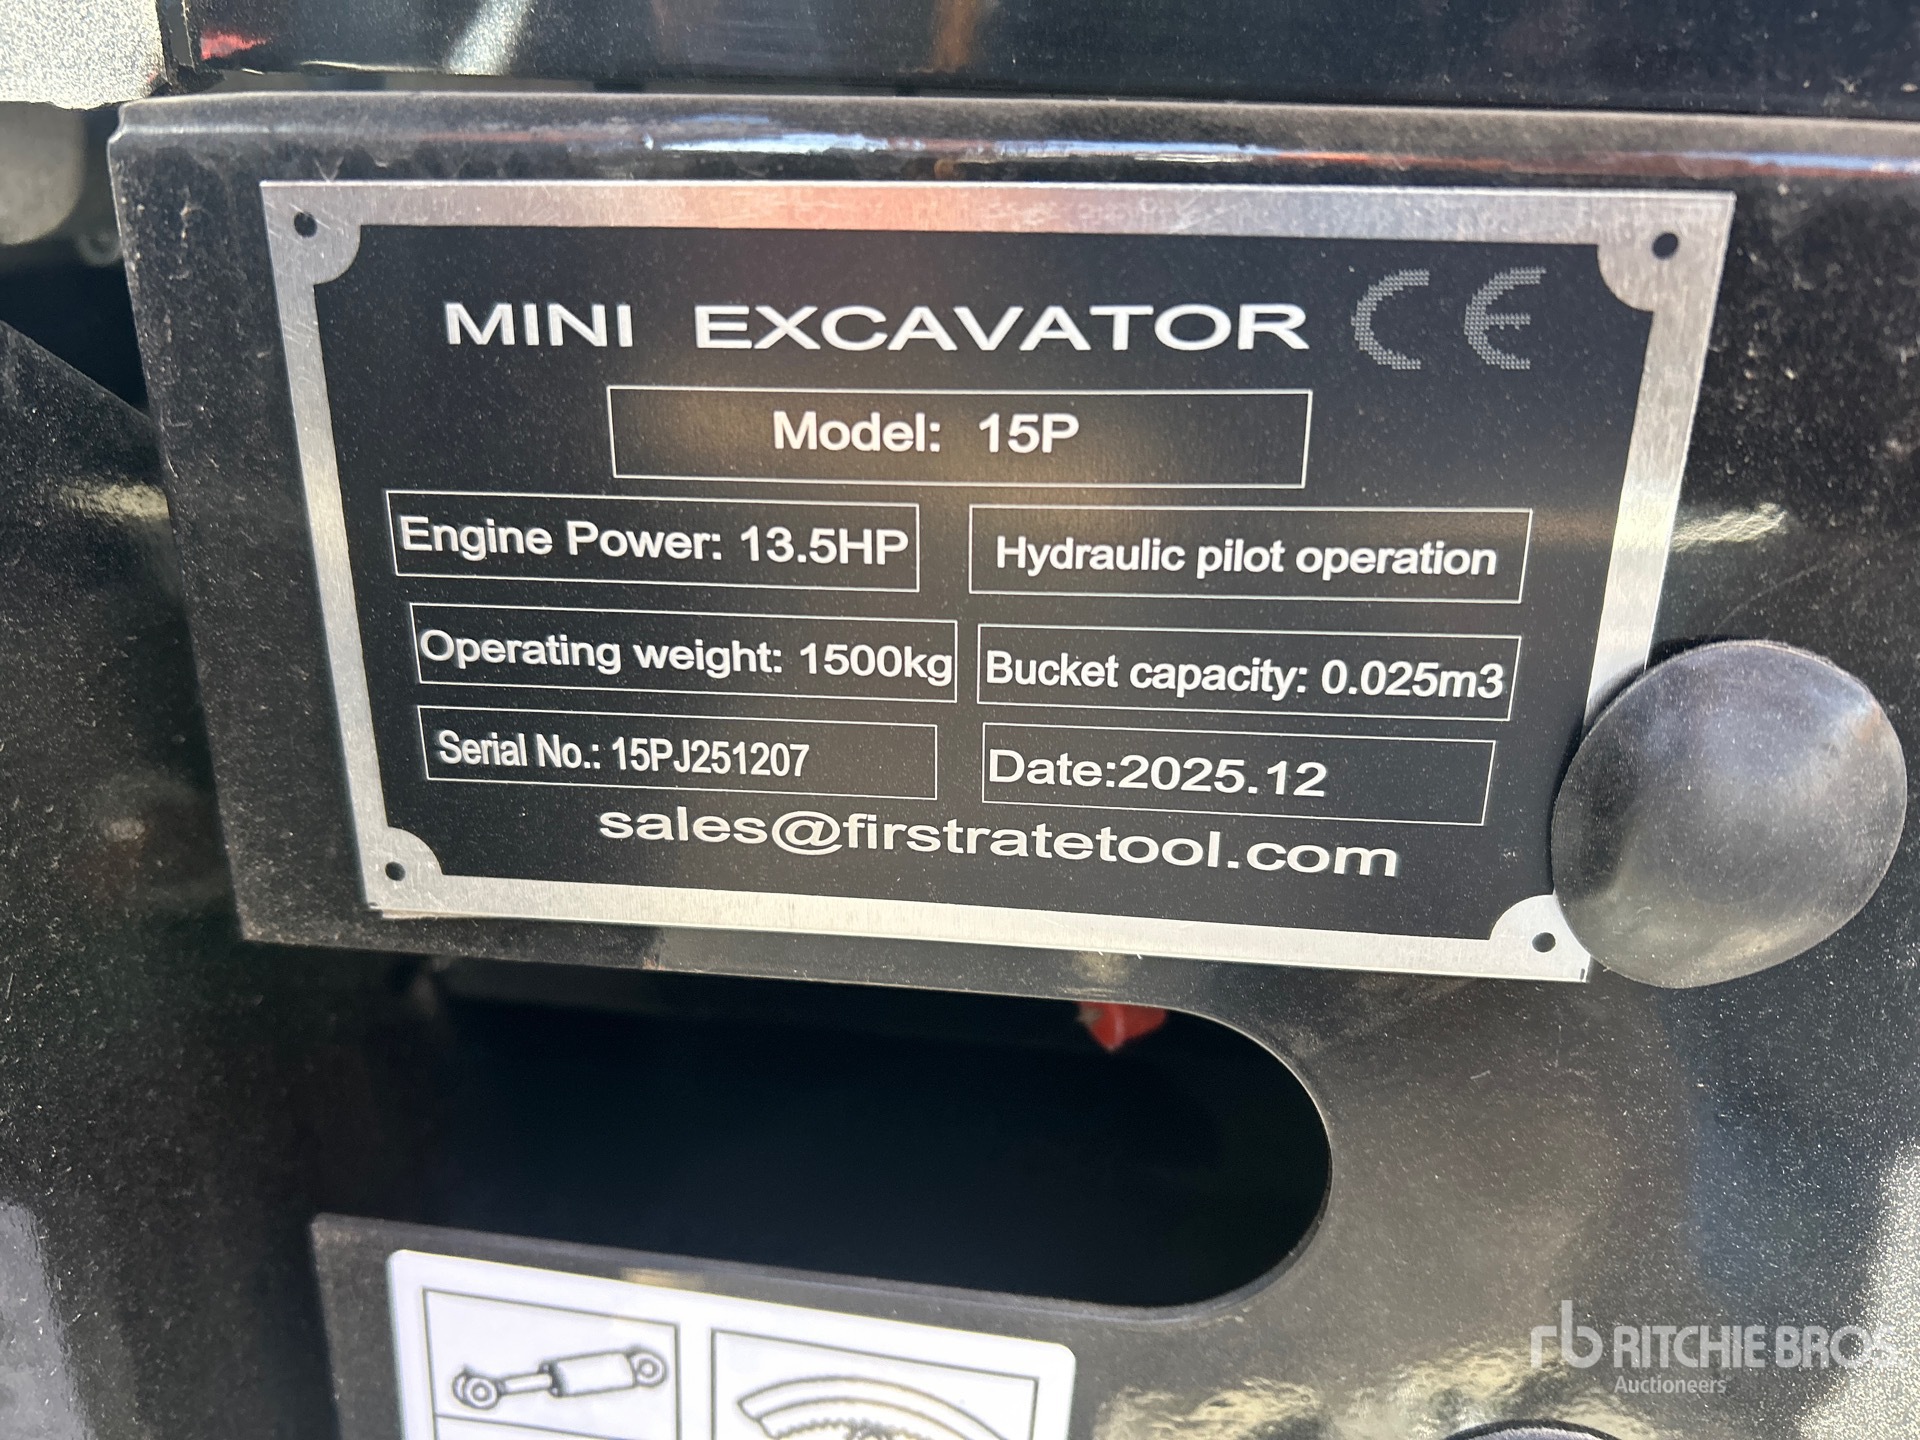 MINI EXCAVATOR CE
Model: 15P
Engine Power: 13.5HP
Hydraulic pilot operation
Operating weight: 1500kg
Bucket capacity: 0.025m3
Serial No.: 15PJ251207
Date:2025.12
sales@firstratetool.com
rb RITCHIE BROS
Auctioneers